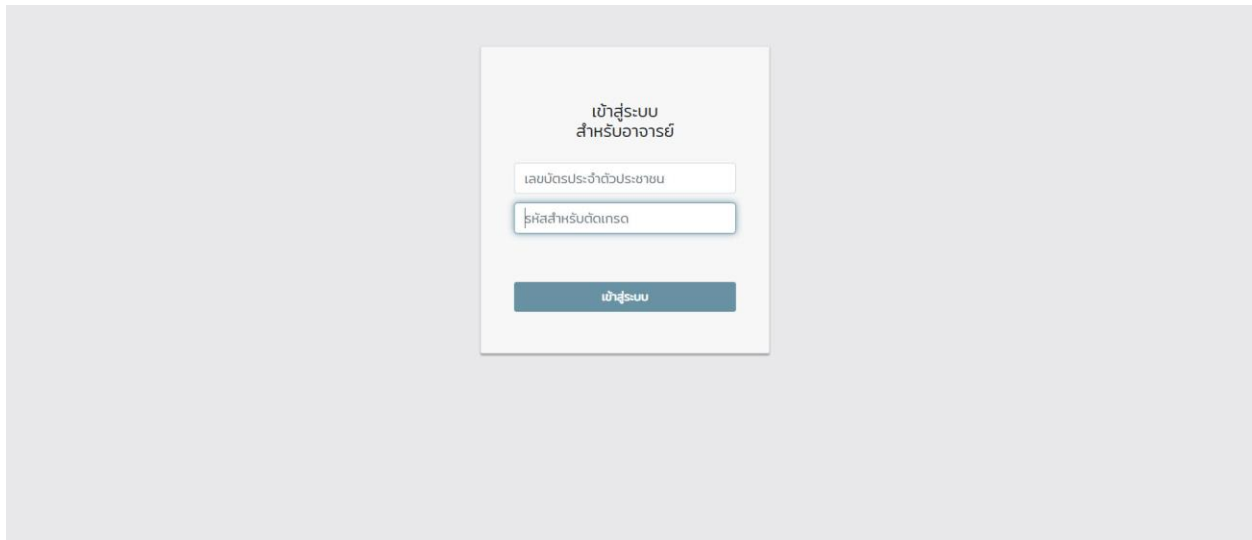 เข้าสู่ระบบ
สำหรับอาจารย์
เลขบัตรประจำตัวประชาชน
รหัสสำหรับตัดเกรด
เข้าสู่ระบบ